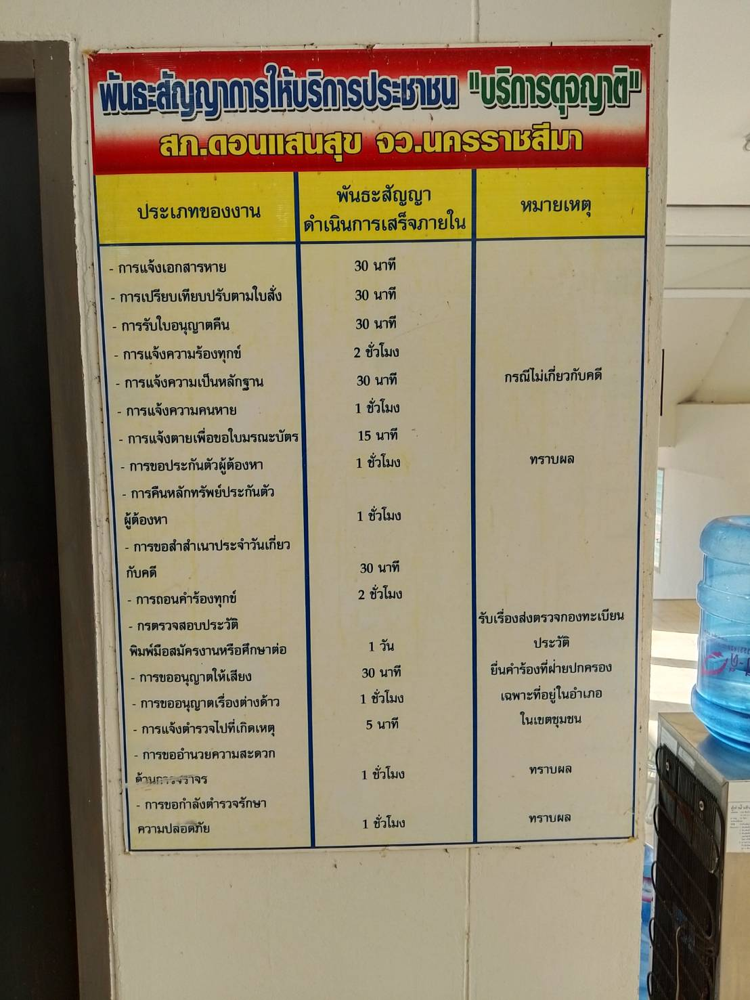 พันธะสัญญาการให้บริการประชาชน "บริการดุจญาติ"
สภ.ดอนแสนสุข จว.นครราชสีมา
ประเภทของงาน
พันธะสัญญา
ดำเนินการเสร็จภายใน
หมายเหตุ
- การแจ้งเอกสารหาย 30 นาที
- การเปรียบเทียบปรับตามใบสั่ง 30 นาที
- การรับใบอนุญาตคืน 30 นาที
- การแจ้งความร้องทุกข์ 2 ชั่วโมง
- การแจ้งความเป็นหลักฐาน 30 นาที กรณีไม่เกี่ยวกับคดี
- การแจ้งความคนหาย 1 ชั่วโมง
- การแจ้งตายเพื่อขอใบมรณะบัตร 15 นาที
- การขอประกันตัวผู้ต้องหา 1 ชั่วโมง ทราบผล
- การคืนหลักทรัพย์ประกันตัว
ผู้ต้องหา 1 ชั่วโมง
- การขอสำสำเนาประจำวันเกี่ยว
กับคดี 30 นาที
- การถอนคำร้องทุกข์ 2 ชั่วโมง
- กรตรวจสอบประวัติ รับเรื่องส่งตรวจกองทะเบียน
พิมพ์มือสมัครงานหรือศึกษาต่อ 1 วัน ประวัติ
- การขออนุญาตให้เสียง 30 นาที ยื่นคำร้องที่ฝ่ายปกครอง
- การขออนุญาตเรื่องต่างด้าว 1 ชั่วโมง เฉพาะที่อยู่ในอำเภอ
- การแจ้งตำรวจไปที่เกิดเหตุ 5 นาที ในเขตชุมชน
- การขออำนวยความสะดวก
ด้านการจราจร 1 ชั่วโมง ทราบผล
- การขอกำลังตำรวจรักษา
ความปลอดภัย 1 ชั่วโมง ทราบผล